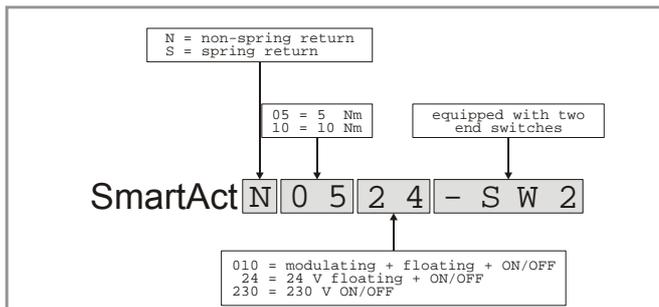 N = non-spring return
S = spring return
05 = 5 Nm
10 = 10 Nm
equipped with two
end switches
SmartAct N 0 5 2 4 - S W 2
010 = modulating + floating + ON/OFF
24 = 24 V floating + ON/OFF
230 = 230 V ON/OFF